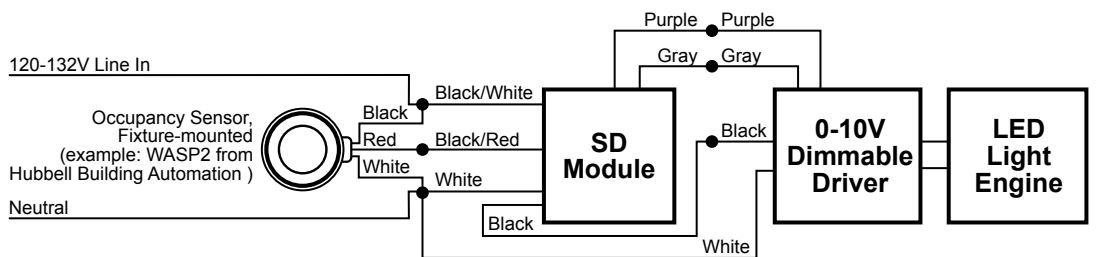 Purple Purple
Gray Gray
120-132V Line In
Black/White
Black
Occupancy Sensor,
Fixture-mounted
(example: WASP2 from
Hubbell Building Automation )
Red
Black/Red
White
White
Neutral
Black
SD
Module
Black
0-10V
Dimmable
Driver
LED
Light
Engine
White